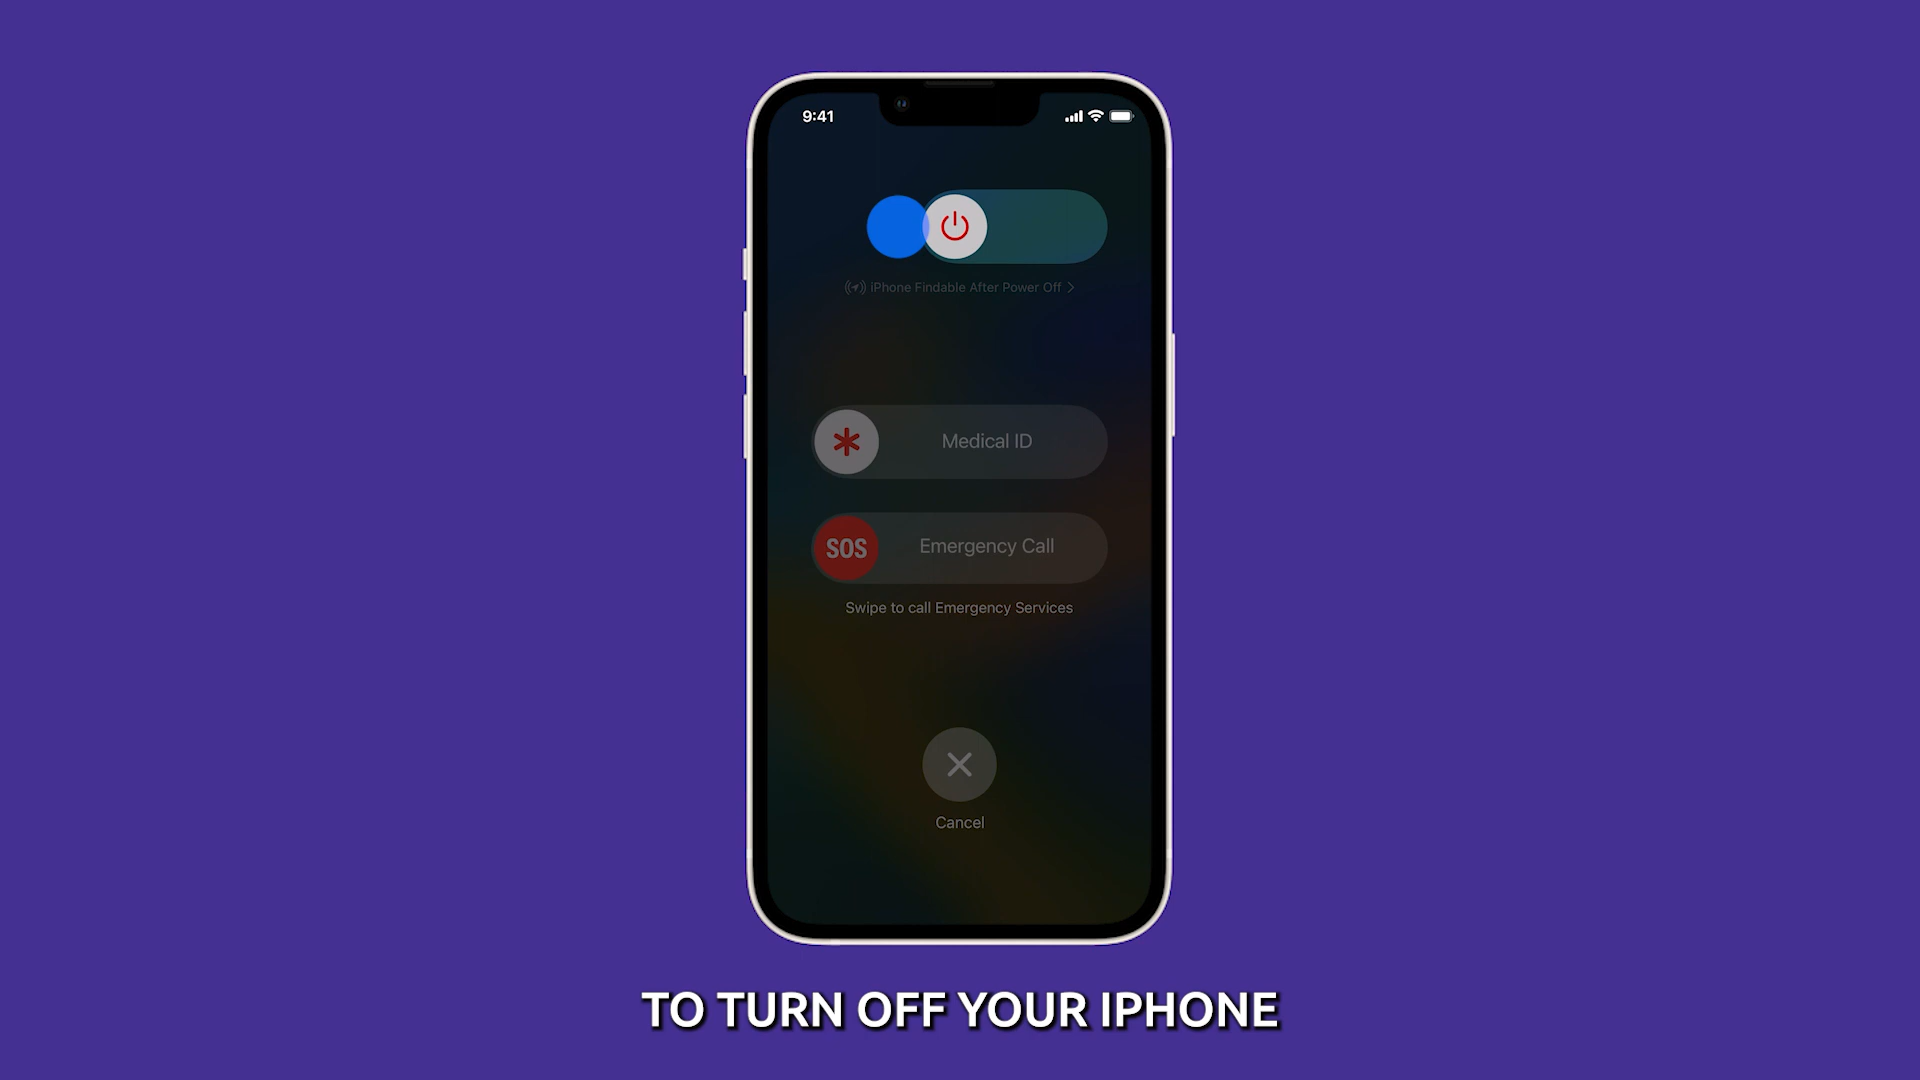 9:41
iPhone Findable After Power Off
Medical ID
SOS Emergency Call
Swipe to call Emergency Services
Cancel
TO TURN OFF YOUR IPHONE